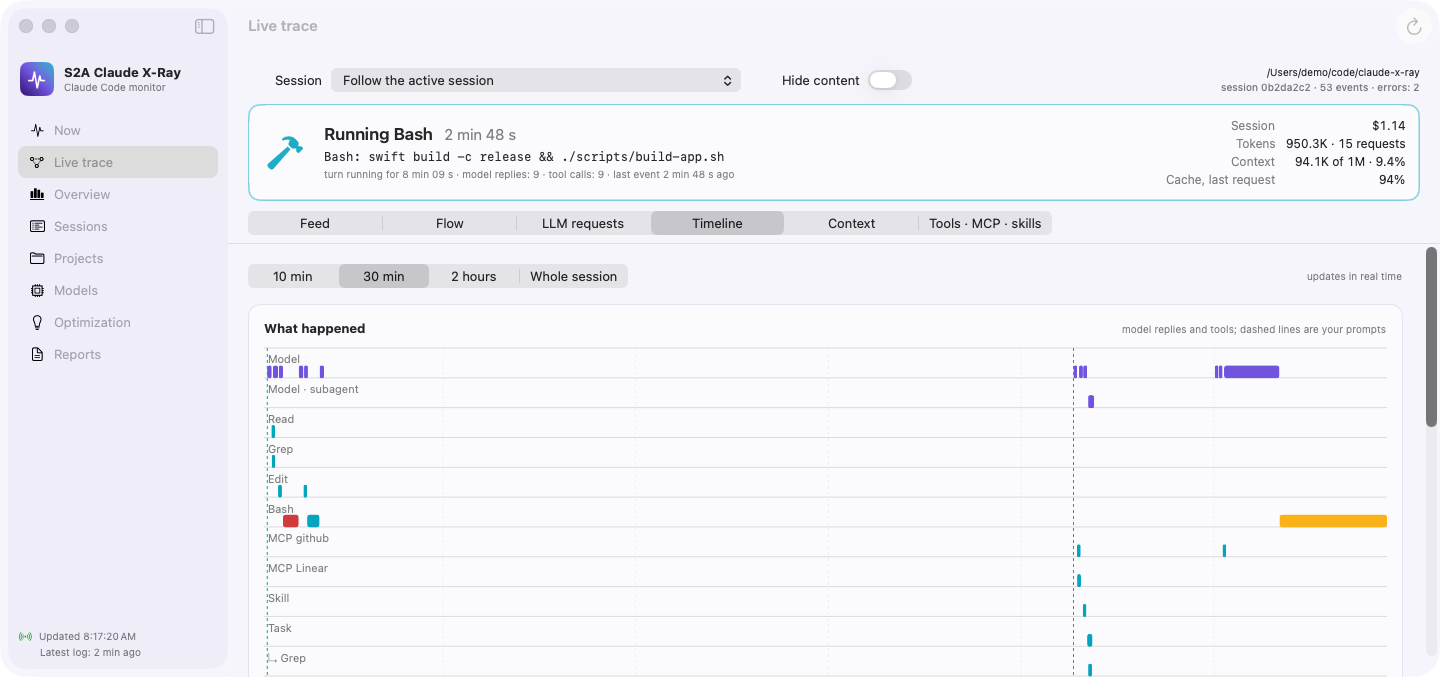 Live trace
S2A Claude X-Ray
Claude Code monitor
Now
Live trace
Overview
Sessions
Projects
Models
Optimization
Reports
Updated 8:17:20 AM
Latest log: 2 min ago
Session
Follow the active session
Hide content
/Users/demo/code/claude-x-ray
session 0b2da2c2 · 53 events · errors: 2
Running Bash 2 min 48 s
Bash: swift build -c release && ./scripts/build-app.sh
turn running for 8 min 09 s · model replies: 9 · tool calls: 9 · last event 2 min 48 s ago
Session $1.14
Tokens 950.3K · 15 requests
Context 94.1K of 1M · 9.4%
Cache, last request 94%
Feed Flow LLM requests Timeline Context Tools · MCP · skills
10 min 30 min 2 hours Whole session
updates in real time
What happened
model replies and tools; dashed lines are your prompts
Model
Model · subagent
Read
Grep
Edit
Bash
MCP github
MCP Linear
Skill
Task
Grep